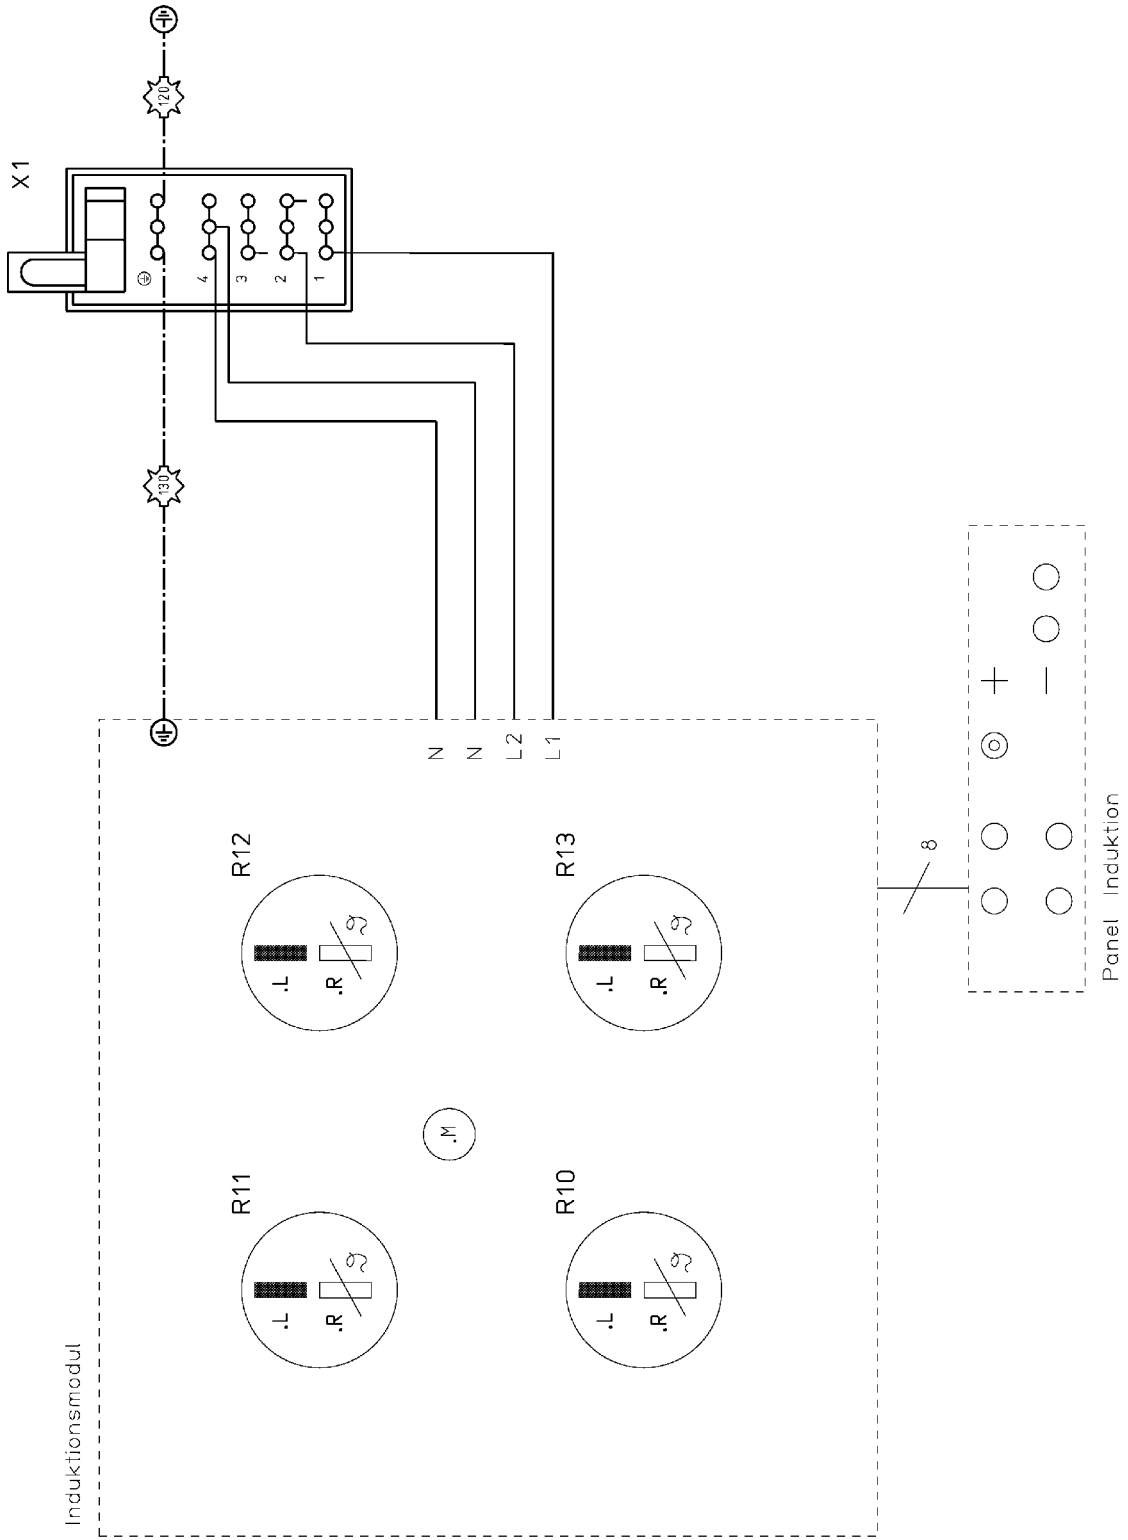 X1
120
4
3
2
1
130
N
N
L2
L1
R12
.L
.R
ϑ
R13
.L
.R
ϑ
R11
.L
.R
ϑ
R10
.L
.R
ϑ
.M
8
+
−
Induktionsmodul
Panel Induktion